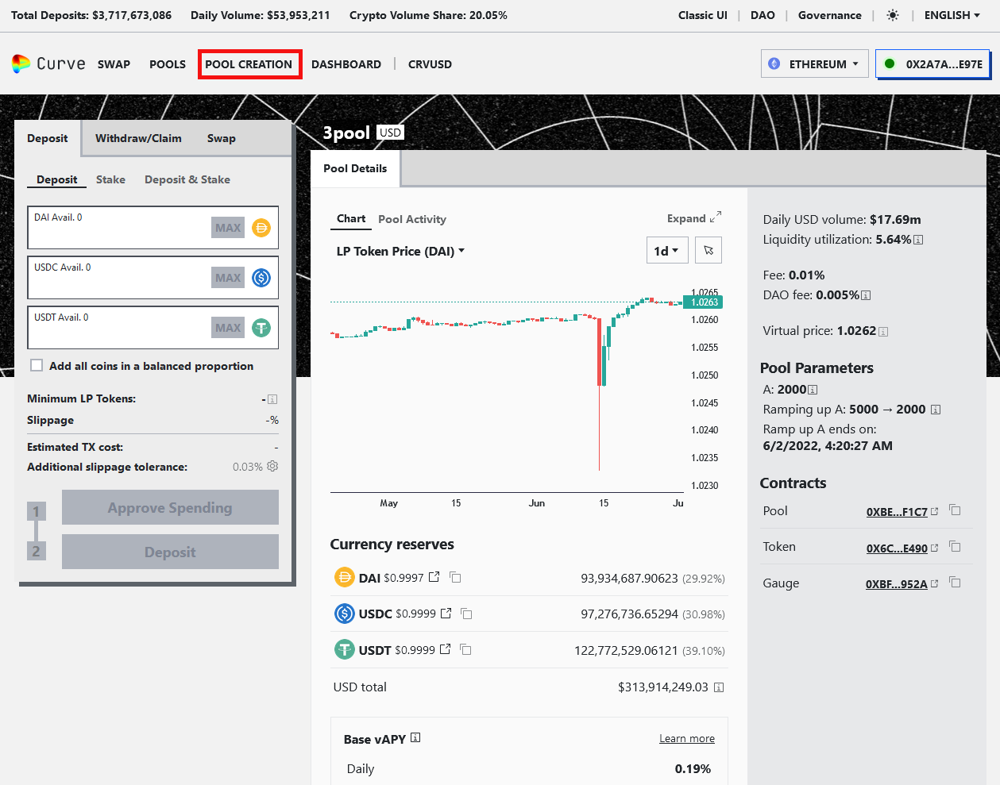 Total Deposits: $3,717,673,086 Daily Volume: $53,953,211 Crypto Volume Share: 20.05% Classic UI DAO Governance ENGLISH
Curve SWAP POOLS POOL CREATION DASHBOARD CRVUSD ETHEREUM 0X2A7A...E97E
Deposit Withdraw/Claim Swap
Deposit Stake Deposit & Stake
DAI Avail. 0
MAX
USDC Avail. 0
MAX
USDT Avail. 0
MAX
Add all coins in a balanced proportion
Minimum LP Tokens: -
Slippage -%
Estimated TX cost: -
Additional slippage tolerance: 0.03%
1 Approve Spending
2 Deposit
3pool USD
Pool Details
Chart Pool Activity Expand
LP Token Price (DAI) 1d
1.0265
1.0263
1.0260
1.0255
1.0250
1.0245
1.0240
1.0235
1.0230
May 15 Jun 15 Ju
Currency reserves
DAI $0.9997 93,934,687.90623 (29.92%)
USDC $0.9999 97,276,736.65294 (30.98%)
USDT $0.9999 122,772,529.06121 (39.10%)
USD total $313,914,249.03
Base vAPY Learn more
Daily 0.19%
Daily USD volume: $17.69m
Liquidity utilization: 5.64%
Fee: 0.01%
DAO fee: 0.005%
Virtual price: 1.0262
Pool Parameters
A: 2000
Ramping up A: 5000 → 2000
Ramp up A ends on:
6/2/2022, 4:20:27 AM
Contracts
Pool 0XBE...F1C7
Token 0X6C...E490
Gauge 0XBF...952A